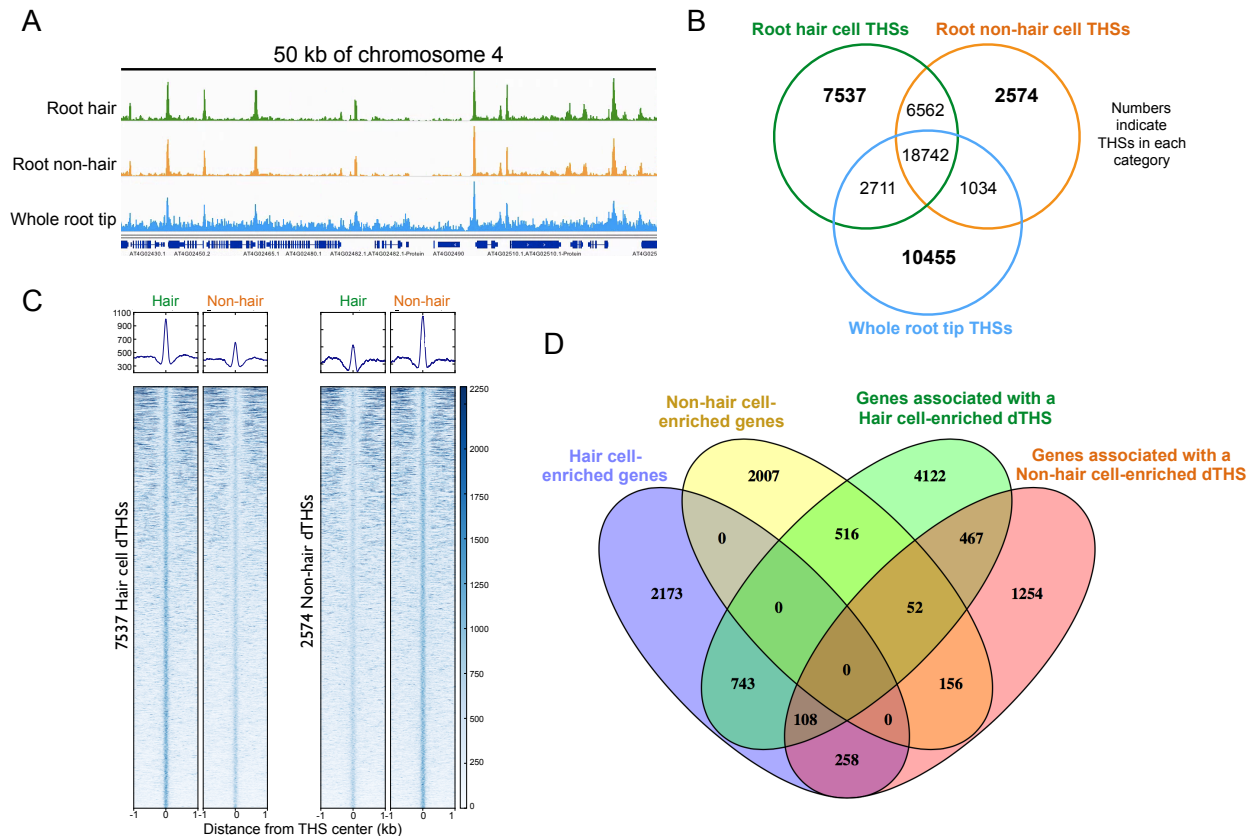 A
50 kb of chromosome 4
Root hair
Root non-hair
Whole root tip
AT4G02430.1 AT4G02450.2 AT4G02465.1 AT4G02480.1 AT4G02482.1,AT4G02482.1-Protein AT4G02490 AT4G02510.1,AT4G02510.1-Protein AT4G025
B
Root hair cell THSs
Root non-hair cell THSs
7537
6562
2574
18742
2711
1034
10455
Numbers
indicate
THSs in each
category
Whole root tip THSs
C
Hair
Non-hair
Hair
Non-hair
1100
900
700
500
300
7537 Hair cell dTHSs
2574 Non-hair dTHSs
2250
2000
1750
1500
1250
1000
750
500
250
0
-1 0 1-1 0 1
-1 0 1-1 0 1
Distance from THS center (kb)
D
Non-hair cell-
enriched genes
Genes associated with a
Hair cell-enriched dTHS
Hair cell-
enriched genes
Genes associated with a
Non-hair cell-enriched dTHS
2007
4122
0
516
467
2173
0
52
1254
743
0
156
108
0
258